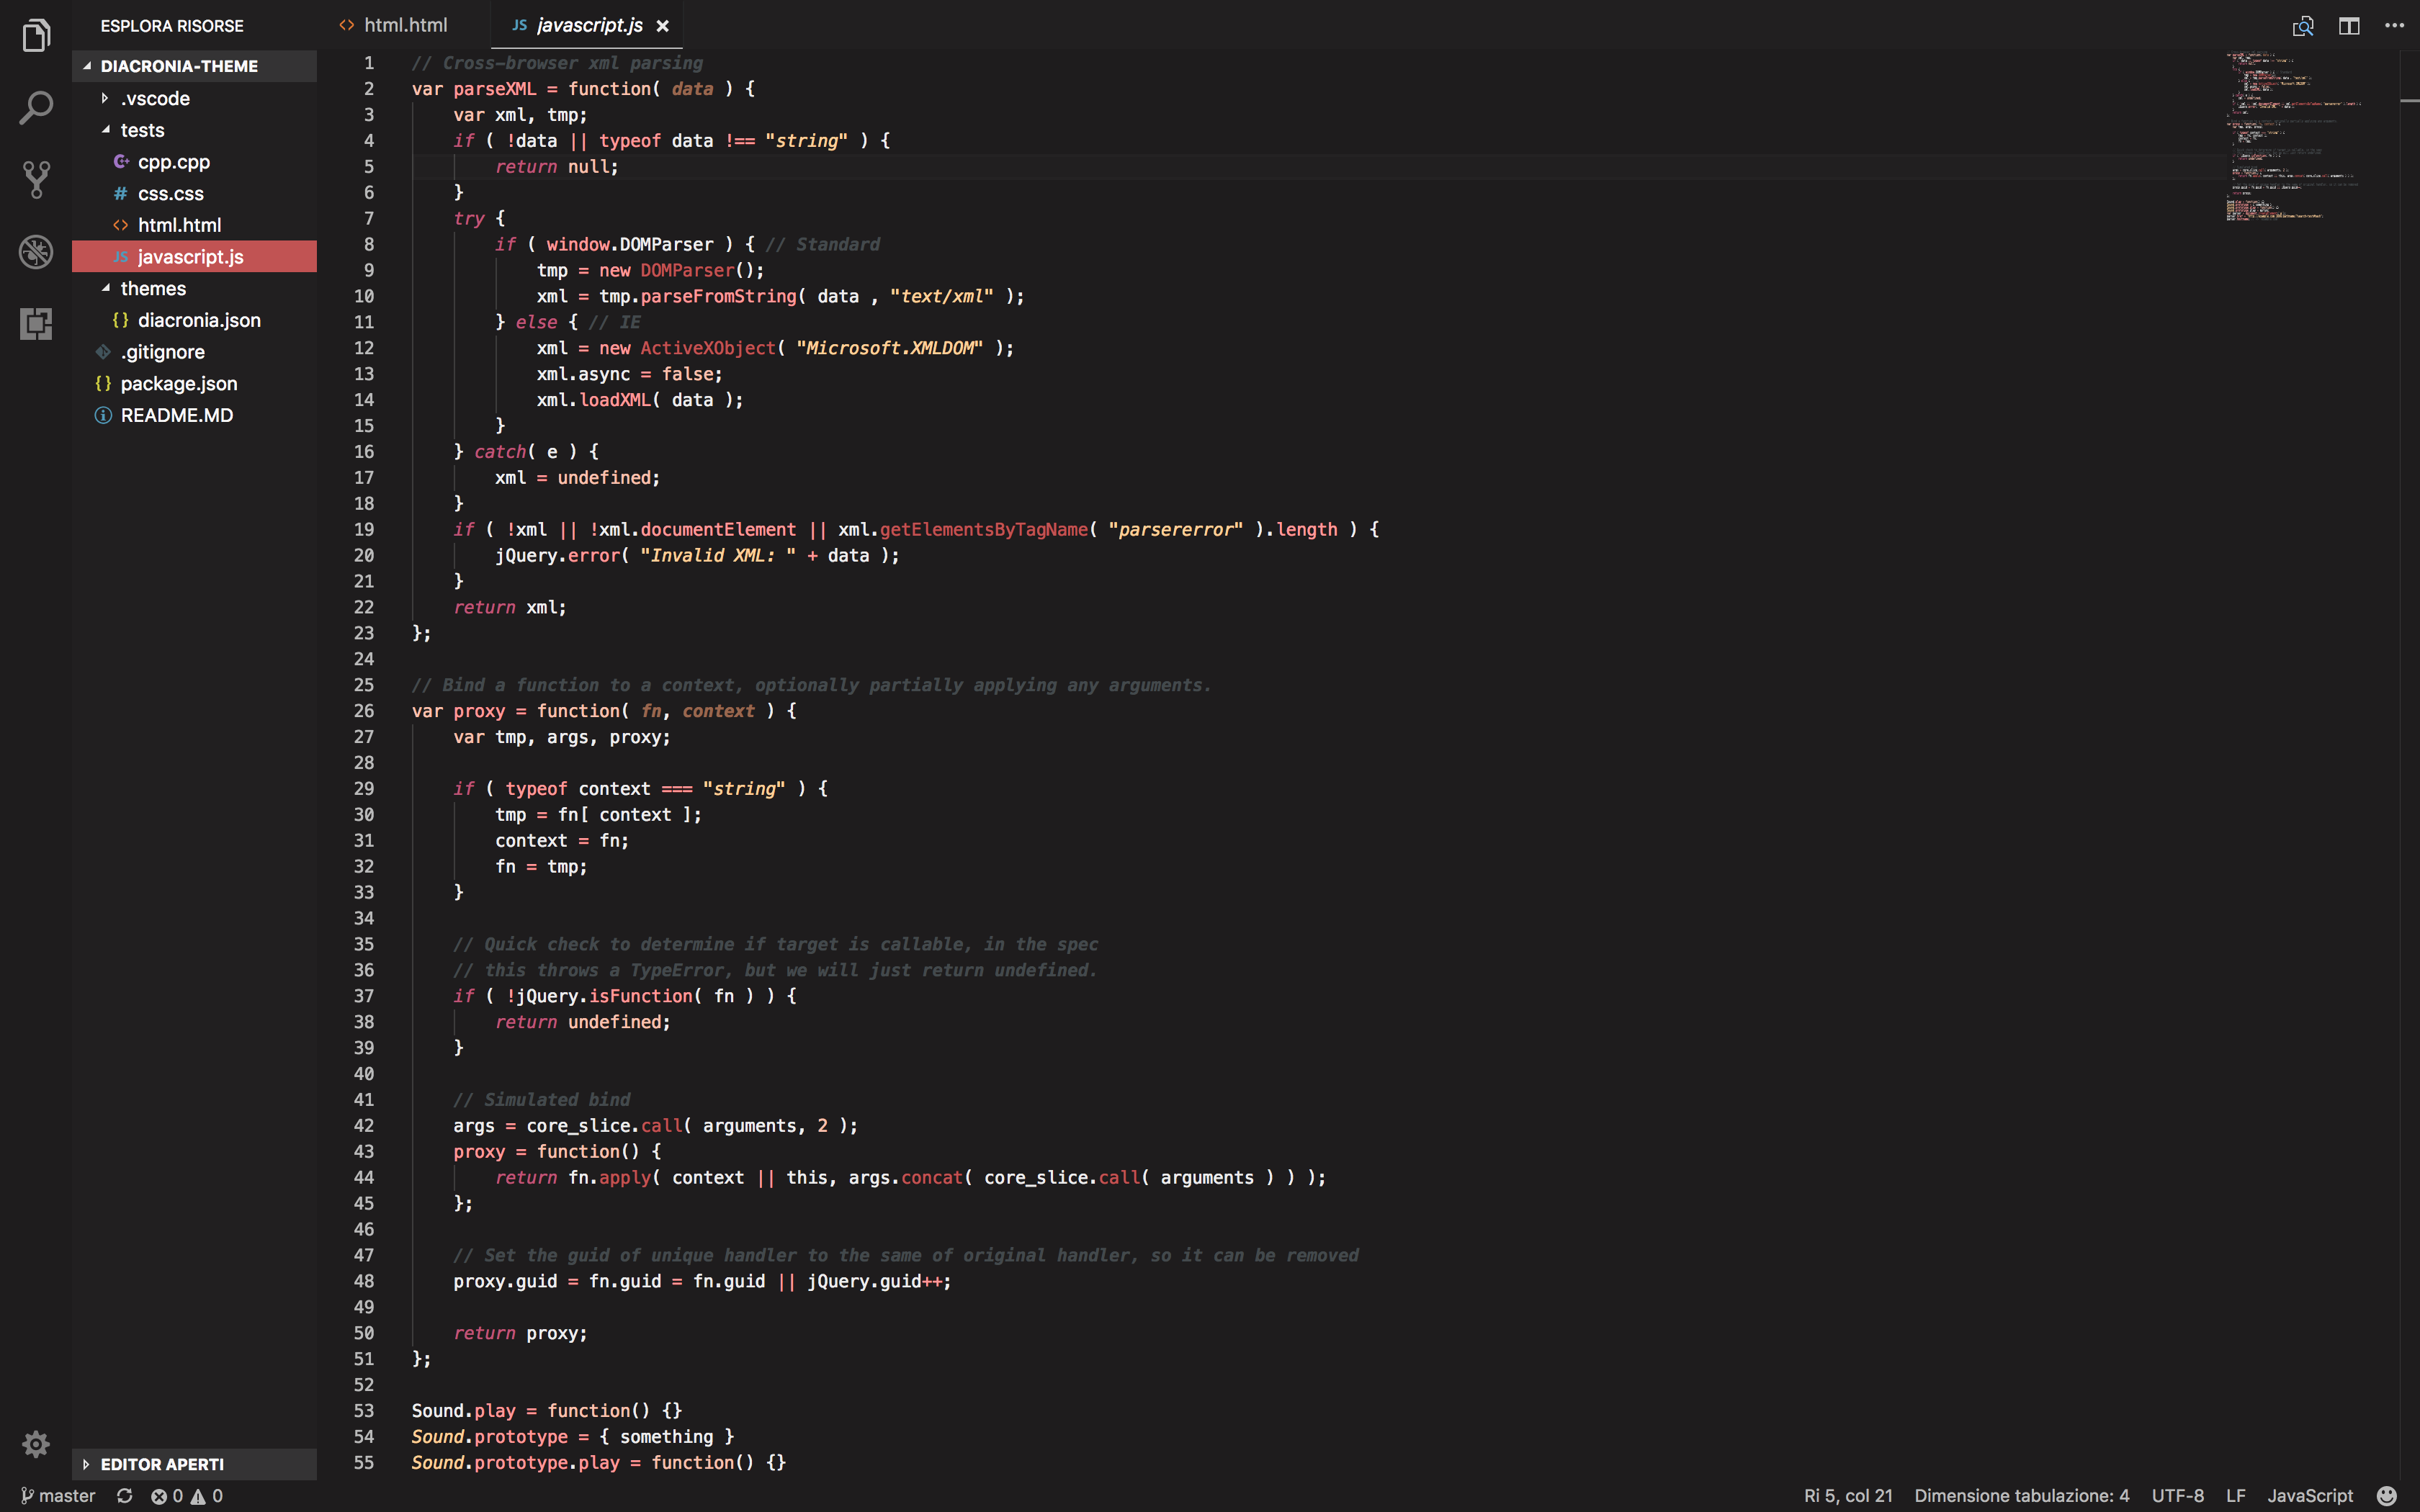 ESPLORA RISORSE
DIACRONIA-THEME
.vscode
tests
cpp.cpp
css.css
html.html
javascript.js
themes
diacronia.json
.gitignore
package.json
README.MD
EDITOR APERTI
html.html
JS javascript.js
1 // Cross-browser xml parsing
2 var parseXML = function( data ) {
3 var xml, tmp;
4 if ( !data || typeof data !== "string" ) {
5 return null;
6 }
7 try {
8 if ( window.DOMParser ) { // Standard
9 tmp = new DOMParser();
10 xml = tmp.parseFromString( data , "text/xml" );
11 } else { // IE
12 xml = new ActiveXObject( "Microsoft.XMLDOM" );
13 xml.async = false;
14 xml.loadXML( data );
15 }
16 } catch( e ) {
17 xml = undefined;
18 }
19 if ( !xml || !xml.documentElement || xml.getElementsByTagName( "parsererror" ).length ) {
20 jQuery.error( "Invalid XML: " + data );
21 }
22 return xml;
23 };
24
25 // Bind a function to a context, optionally partially applying any arguments.
26 var proxy = function( fn, context ) {
27 var tmp, args, proxy;
28
29 if ( typeof context === "string" ) {
30 tmp = fn[ context ];
31 context = fn;
32 fn = tmp;
33 }
34
35 // Quick check to determine if target is callable, in the spec
36 // this throws a TypeError, but we will just return undefined.
37 if ( !jQuery.isFunction( fn ) ) {
38 return undefined;
39 }
40
41 // Simulated bind
42 args = core_slice.call( arguments, 2 );
43 proxy = function() {
44 return fn.apply( context || this, args.concat( core_slice.call( arguments ) ) );
45 };
46
47 // Set the guid of unique handler to the same of original handler, so it can be removed
48 proxy.guid = fn.guid = fn.guid || jQuery.guid++;
49
50 return proxy;
51 };
52
53 Sound.play = function() {}
54 Sound.prototype = { something }
55 Sound.prototype.play = function() {}
master 0 0 Ri 5, col 21 Dimensione tabulazione: 4 UTF-8 LF JavaScript